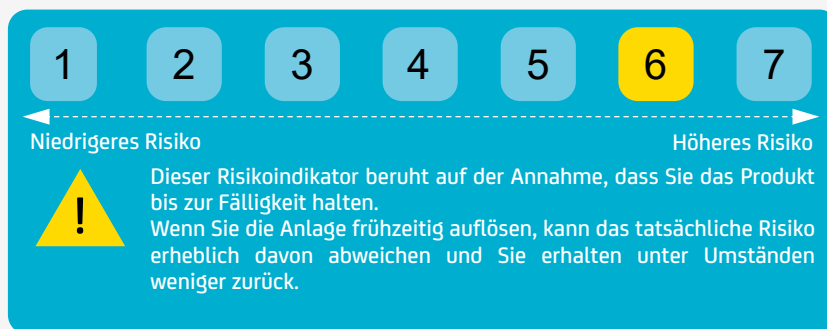 1 2 3 4 5 6 7
Niedrigeres Risiko Höheres Risiko
!
Dieser Risikoindikator beruht auf der Annahme, dass Sie das Produkt
bis zur Fälligkeit halten.
Wenn Sie die Anlage frühzeitig auflösen, kann das tatsächliche Risiko
erheblich davon abweichen und Sie erhalten unter Umständen
weniger zurück.